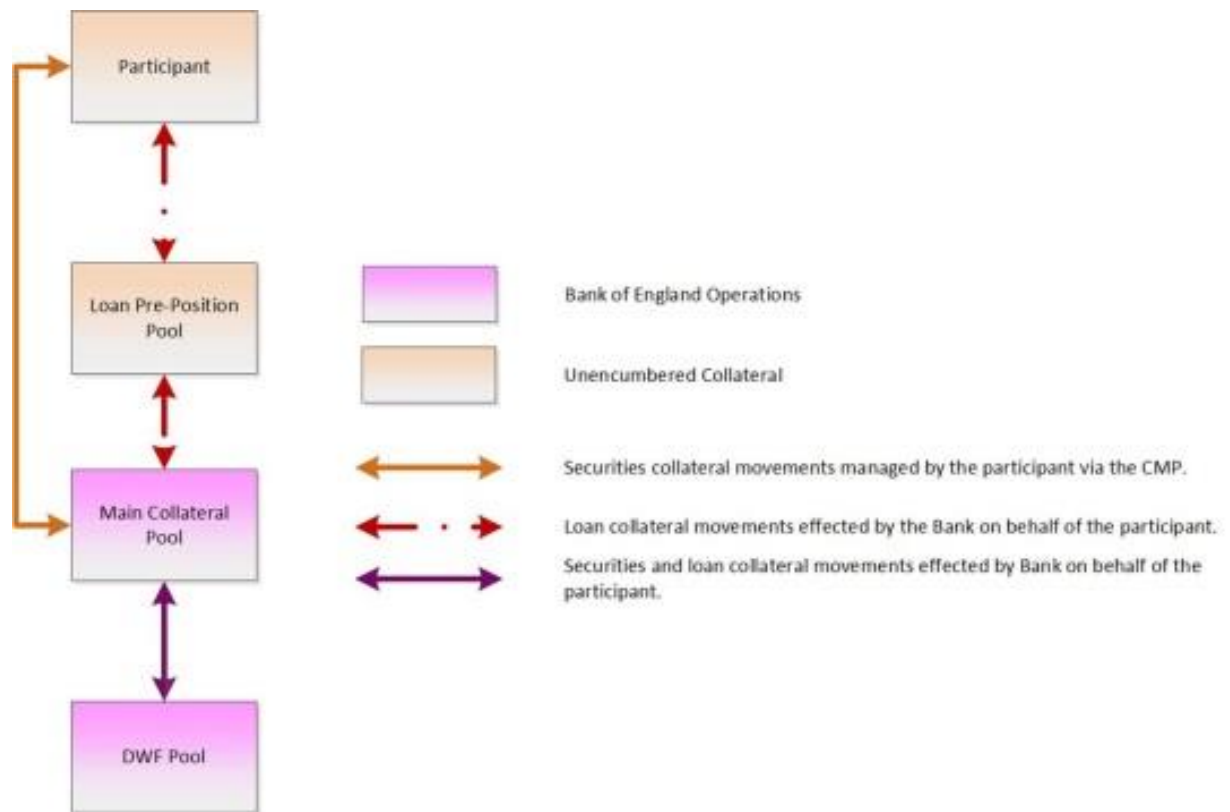 Participant
Loan Pre-Position
Pool
Main Collateral
Pool
DWF Pool
Bank of England Operations
Unencumbered Collateral
Securities collateral movements managed by the participant via the CMP.
Loan collateral movements effected by the Bank on behalf of the participant.
Securities and loan collateral movements effected by Bank on behalf of the
participant.